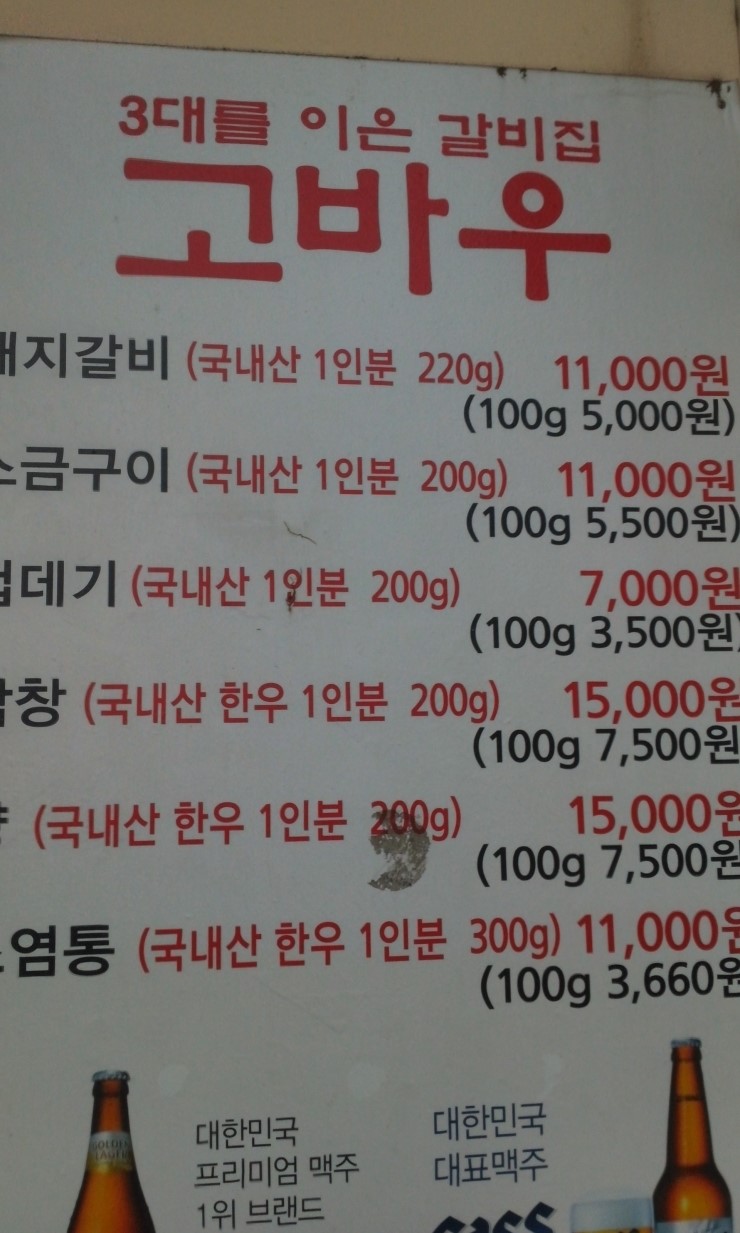 3대를 이은 갈비집
고바우
돼지갈비 (국내산 1인분 220g) 11,000원
(100g 5,000원)
소금구이 (국내산 1인분 200g) 11,000원
(100g 5,500원)
껍데기 (국내산 1인분 200g) 7,000원
(100g 3,500원)
막창 (국내산 한우 1인분 200g) 15,000원
(100g 7,500원
양 (국내산 한우 1인분 200g) 15,000원
(100g 7,500원
염통 (국내산 한우 1인분 300g) 11,000원
(100g 3,660원
대한민국
프리미엄 맥주
1위 브랜드
대한민국
대표맥주
cass
GOLDEN
LAGER